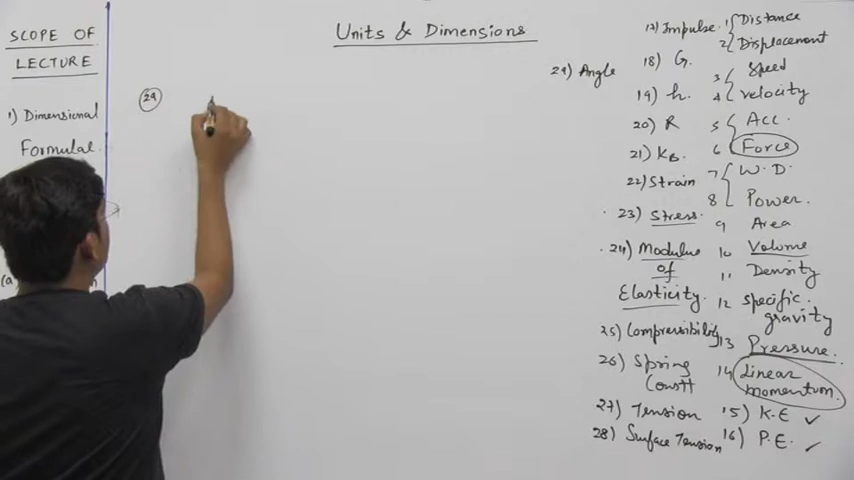 SCOPE OF
LECTURE
1) Dimensional
Formulae.
Units & Dimensions
29
29) Angle
17) Impulse.
18) G.
19) h.
20) R
21) KB.
22) Strain
23) Stress.
24) Modulus
of
Elasticity.
25) Compressibility
26) Spring
Constt
27) Tension
28) Surface Tension
1 Distance
2 Displacement
3 Speed
4 velocity
5 Acc.
6 Force
7 W.D.
8 Power.
9 Area
10 Volume
11 Density
12 specific
gravity
13 Pressure.
14 Linear
momentum.
15) K.E ✓
16) P.E. ✓